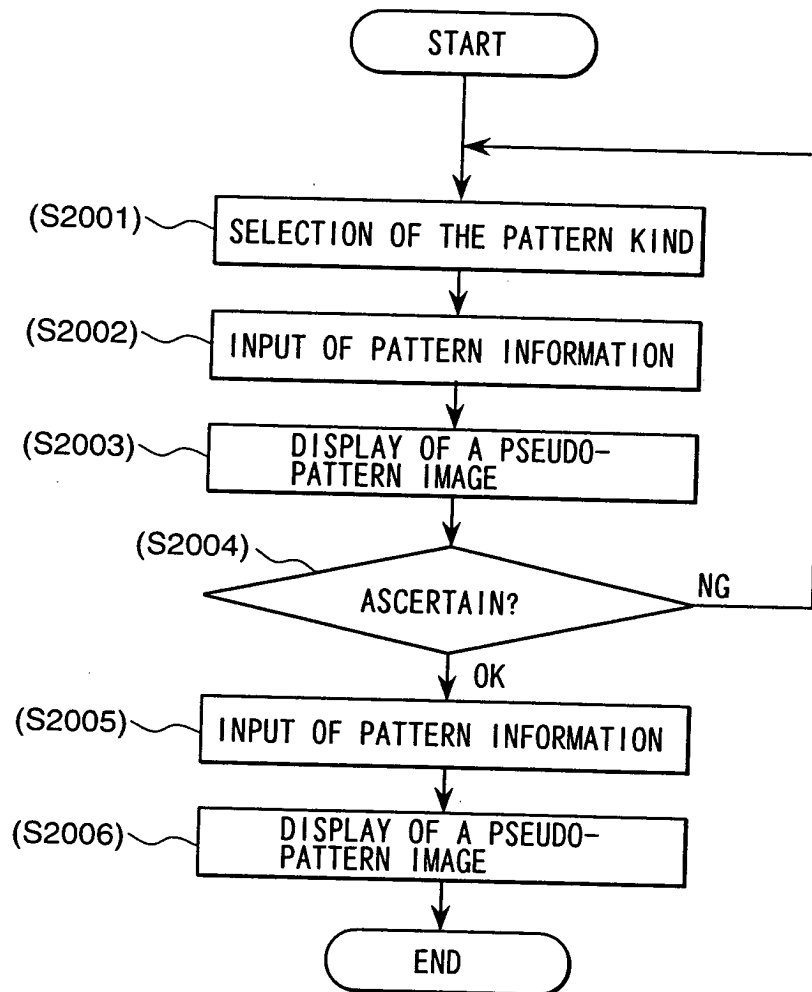 START
(S2001)
SELECTION OF THE PATTERN KIND
(S2002)
INPUT OF PATTERN INFORMATION
(S2003)
DISPLAY OF A PSEUDO-
PATTERN IMAGE
(S2004)
ASCERTAIN?
NG
OK
(S2005)
INPUT OF PATTERN INFORMATION
(S2006)
DISPLAY OF A PSEUDO-
PATTERN IMAGE
END